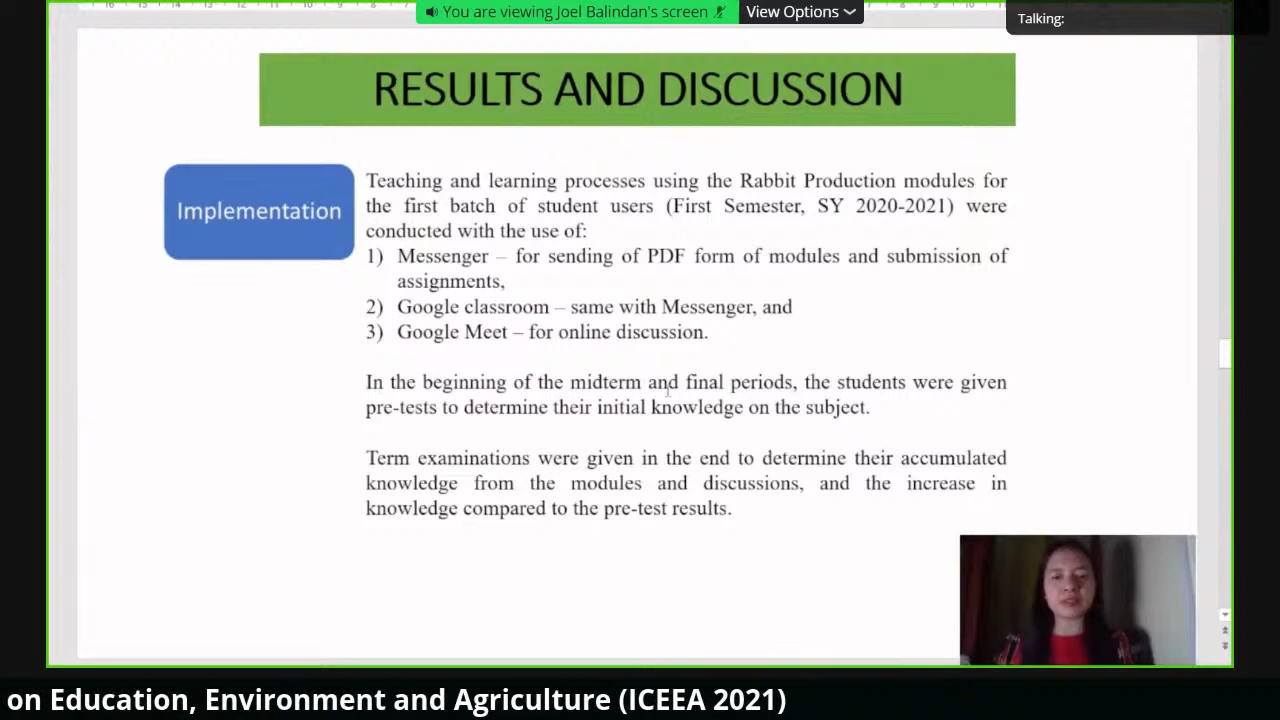 You are viewing Joel Balindan's screen
View Options
Talking:
RESULTS AND DISCUSSION
Implementation
Teaching and learning processes using the Rabbit Production modules for
the first batch of student users (First Semester, SY 2020-2021) were
conducted with the use of:
1) Messenger – for sending of PDF form of modules and submission of
assignments,
2) Google classroom – same with Messenger, and
3) Google Meet – for online discussion.
In the beginning of the midterm and final periods, the students were given
pre-tests to determine their initial knowledge on the subject.
Term examinations were given in the end to determine their accumulated
knowledge from the modules and discussions, and the increase in
knowledge compared to the pre-test results.
on Education, Environment and Agriculture (ICEEA 2021)